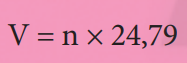 V = n × 24,79